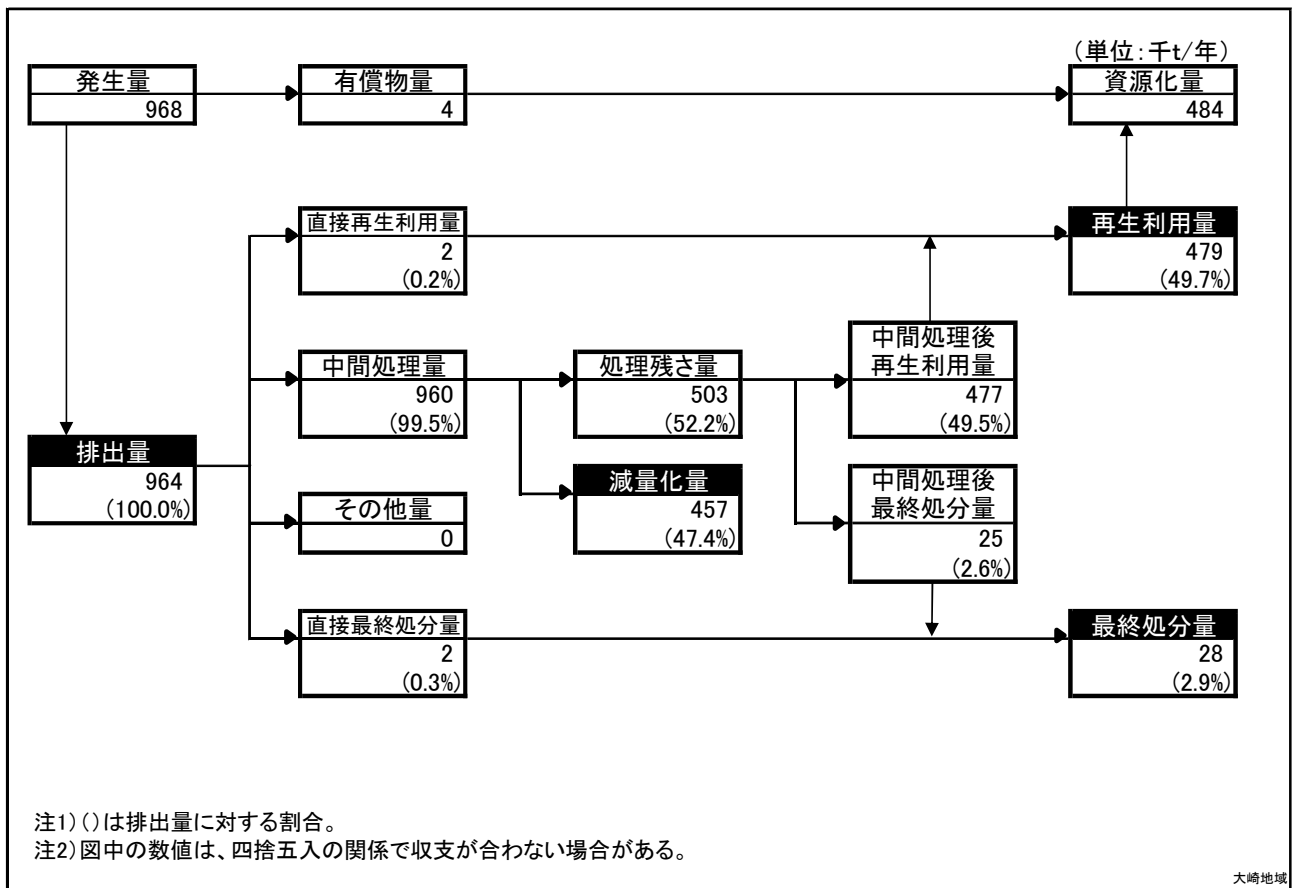 (単位:千t/年)
発生量
968
有償物量
4
資源化量
484
直接再生利用量
2
(0.2%)
再生利用量
479
(49.7%)
中間処理量
960
(99.5%)
処理残さ量
503
(52.2%)
中間処理後
再生利用量
477
(49.5%)
排出量
964
(100.0%)
その他量
0
減量化量
457
(47.4%)
中間処理後
最終処分量
25
(2.6%)
直接最終処分量
2
(0.3%)
最終処分量
28
(2.9%)
注1)()は排出量に対する割合。
注2)図中の数値は、四捨五入の関係で収支が合わない場合がある。
大崎地域